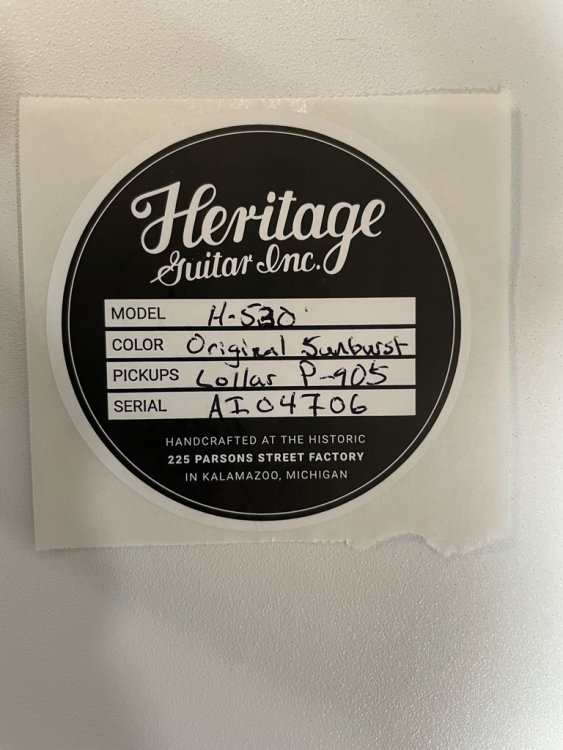 Heritage
Guitar Inc.
MODEL H-530
COLOR Original Sunburst
PICKUPS Lollar P-905
SERIAL AI04706
HANDCRAFTED AT THE HISTORIC
225 PARSONS STREET FACTORY
IN KALAMAZOO, MICHIGAN